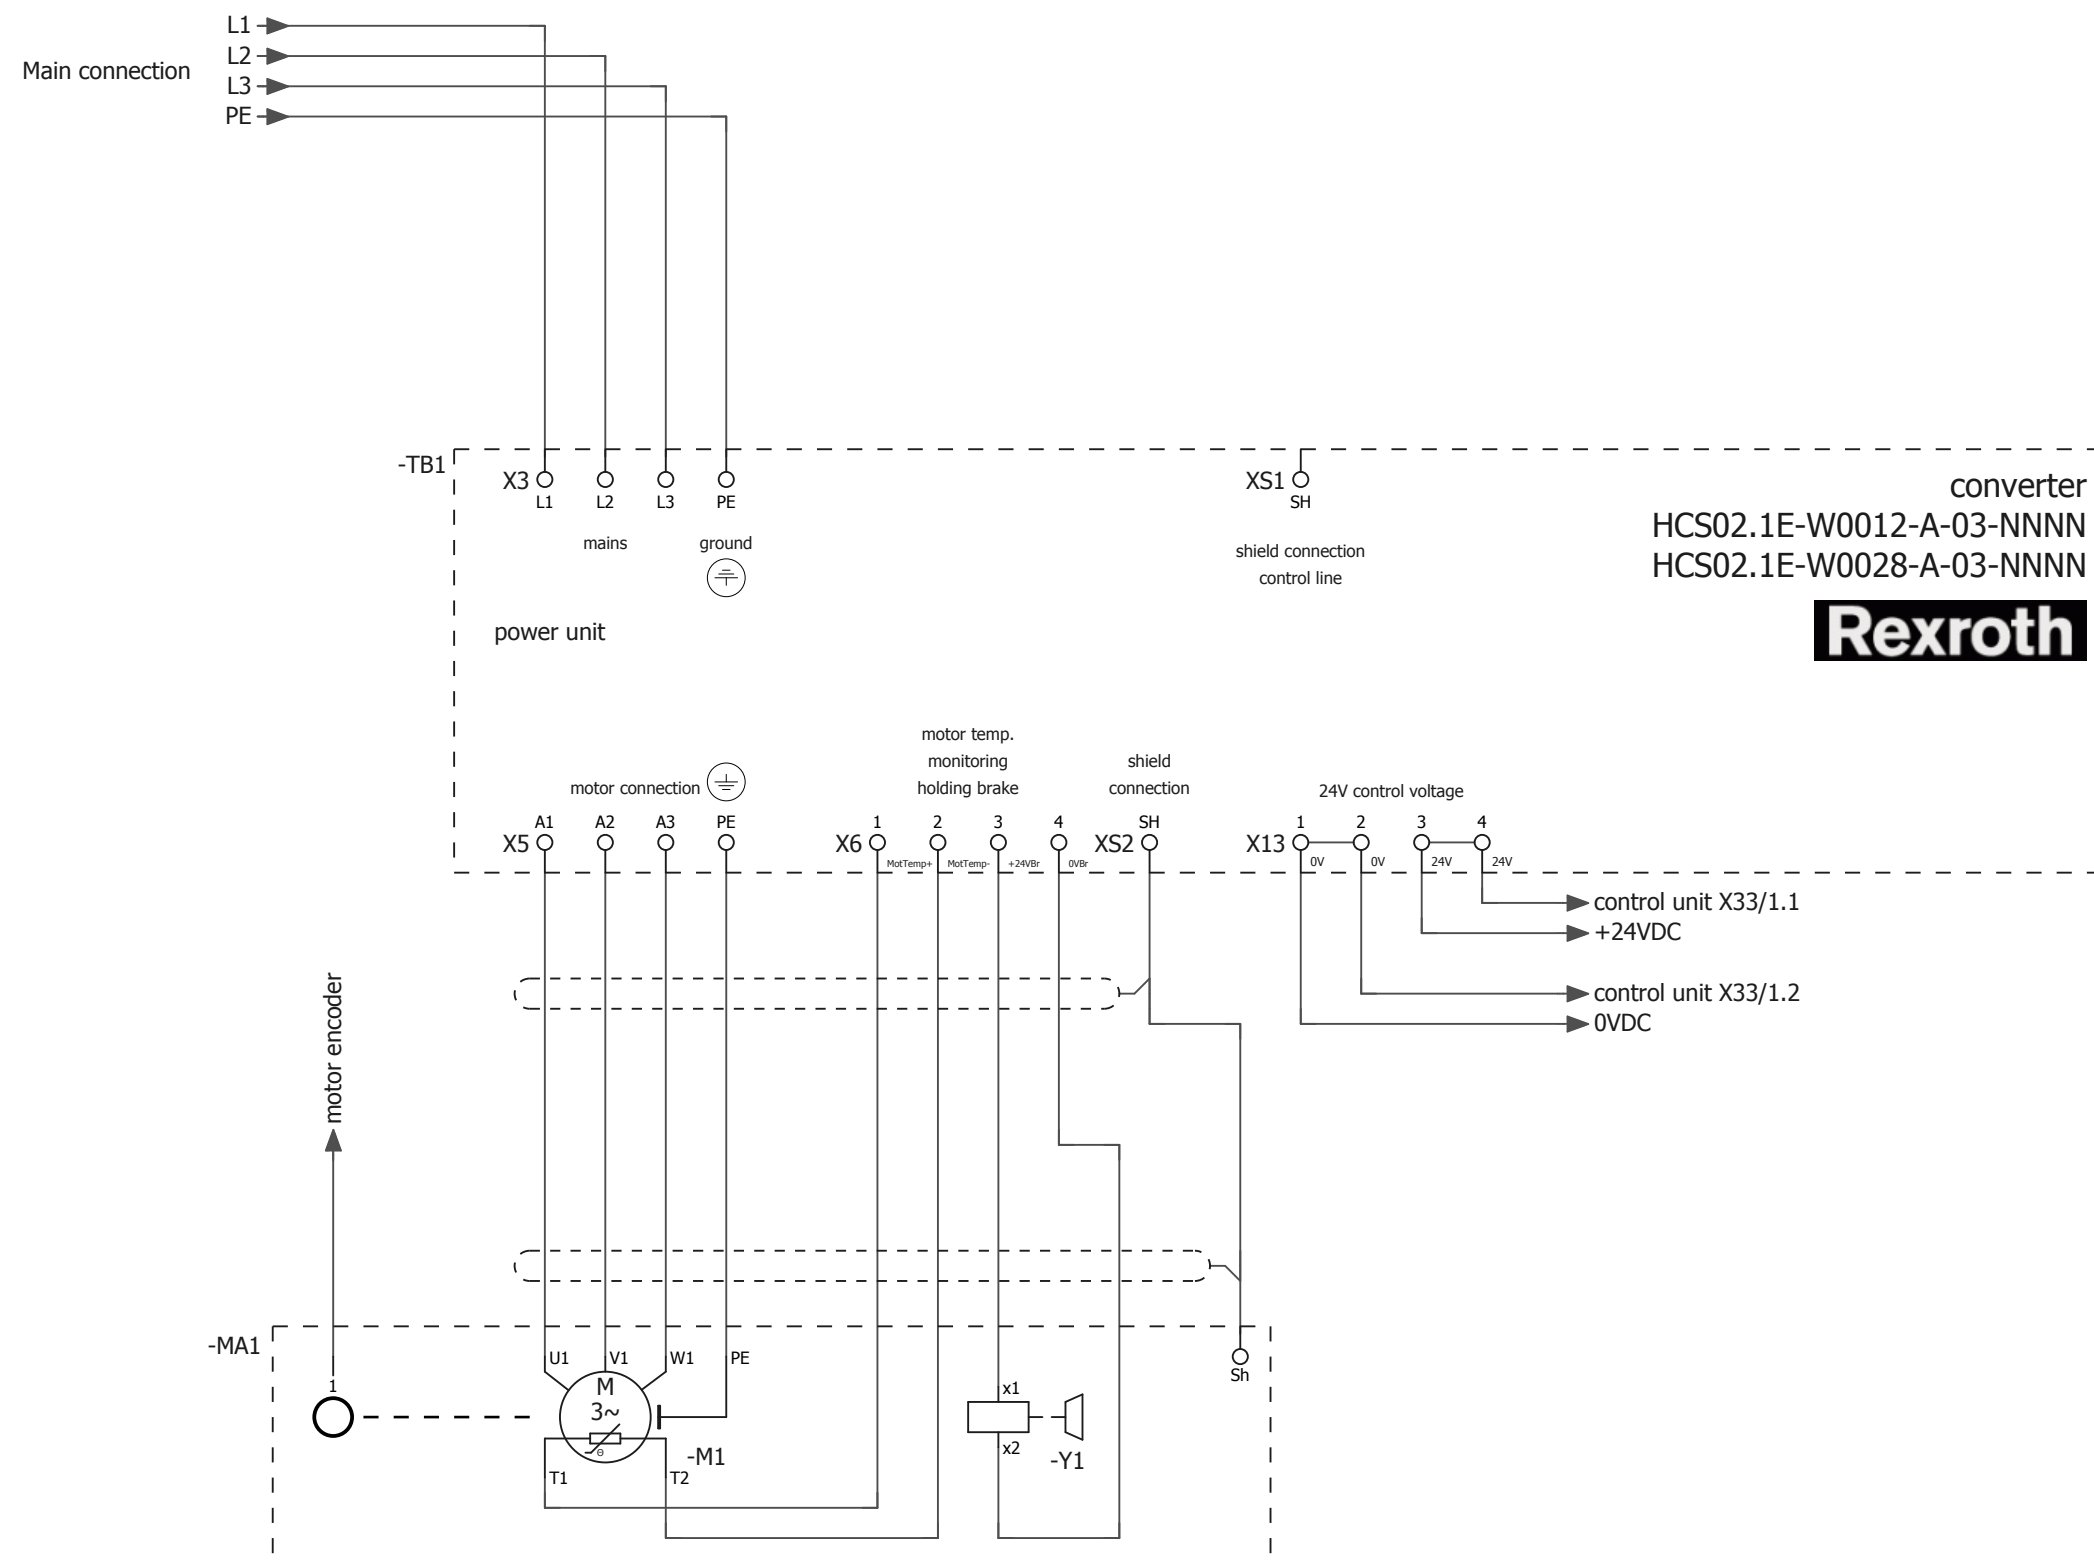 L1
L2
Main connection
L3
PE
-TB1
X3
L1 L2 L3 PE
mains ground
XS1
SH
shield connection
control line
converter
HCS02.1E-W0012-A-03-NNNN
HCS02.1E-W0028-A-03-NNNN
Rexroth
power unit
motor connection
X5
A1 A2 A3 PE
motor temp.
monitoring
holding brake
X6
1 2 3 4
MotTemp+ MotTemp- +24VBr 0VBr
shield
connection
XS2
SH
24V control voltage
X13
1 2 3 4
0V 0V 24V 24V
control unit X33/1.1
+24VDC
control unit X33/1.2
0VDC
motor encoder
-MA1
1
U1 V1 W1 PE
M
3~
Θ
-M1
T1 T2
x1
x2
-Y1
Sh